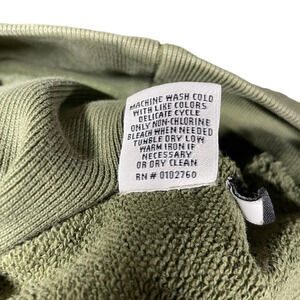 MACHINE WASH COLD
WITH LIKE COLORS
DELICATE CYCLE
ONLY NON-CHLORINE
BLEACH WHEN NEEDED
TUMBLE DRY LOW
WARM IRON IF
NECESSARY
OR DRY CLEAN
RN # 0102760